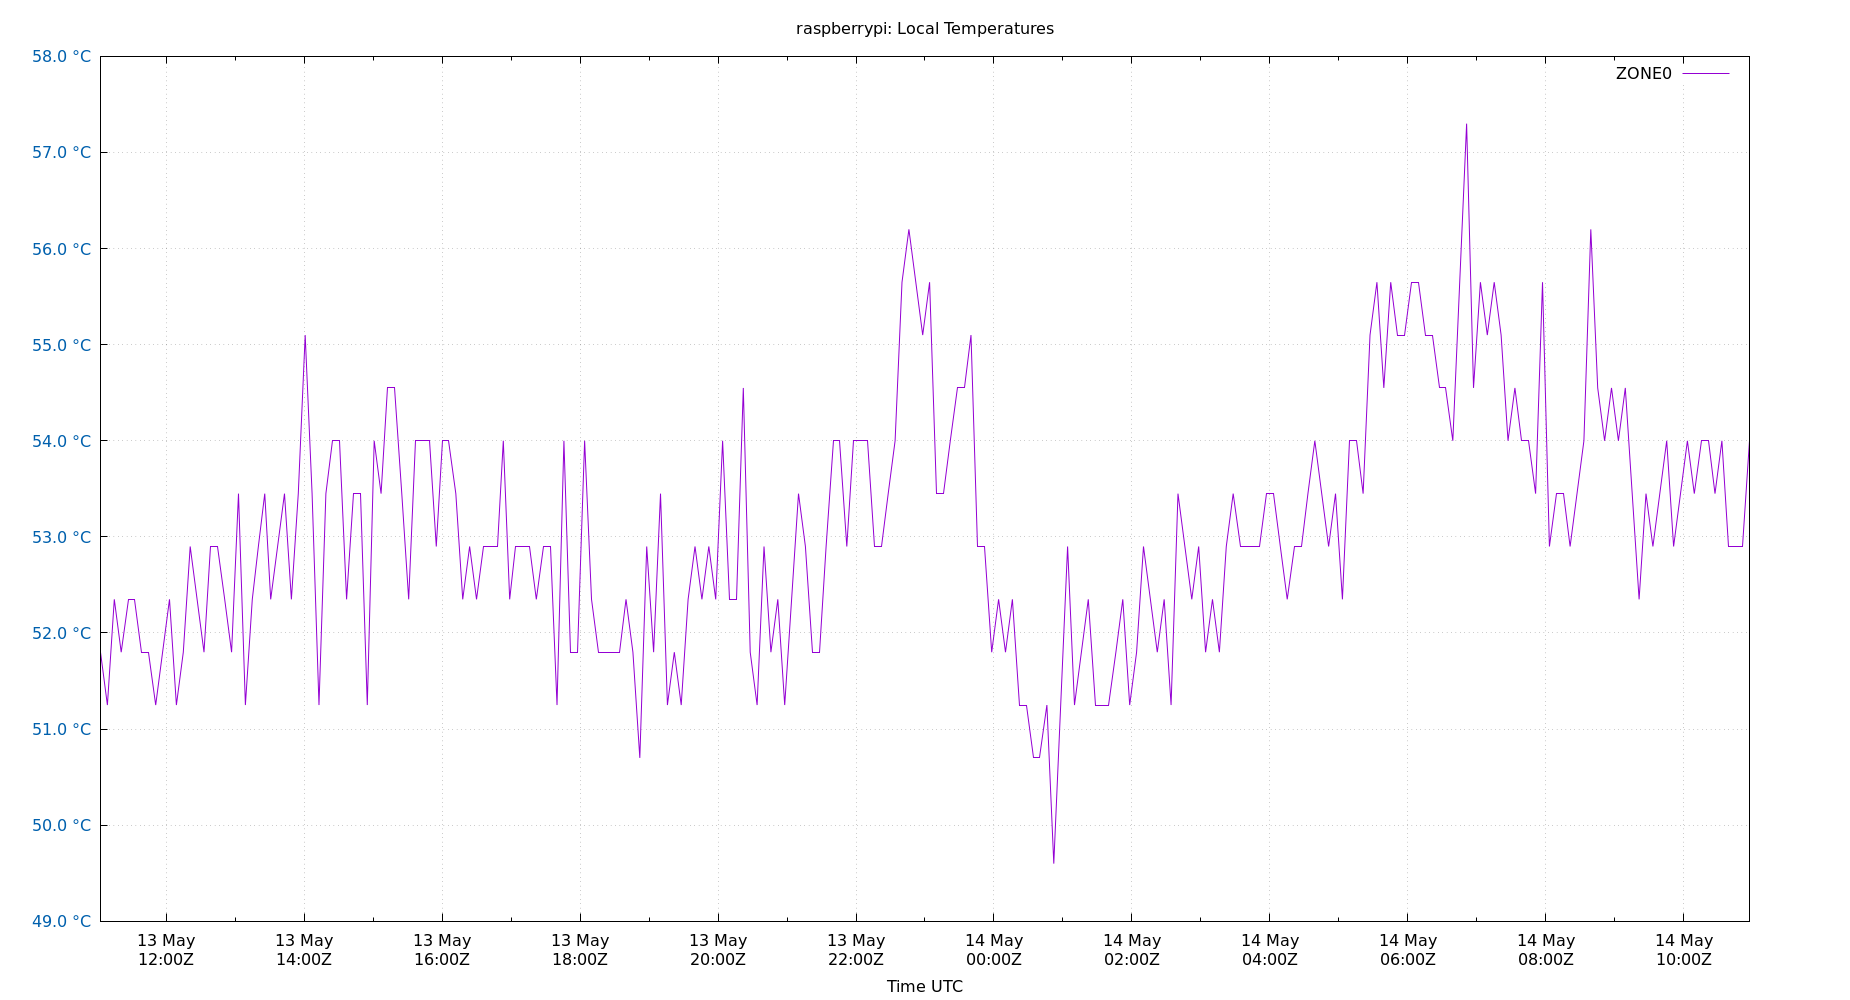 raspberrypi: Local Temperatures
58.0 °C
ZONE0
57.0 °C
56.0 °C
55.0 °C
54.0 °C
53.0 °C
52.0 °C
51.0 °C
50.0 °C
49.0 °C
13 May 13 May 13 May 13 May 13 May 13 May 14 May 14 May 14 May 14 May 14 May 14 May
12:00Z 14:00Z 16:00Z 18:00Z 20:00Z 22:00Z 00:00Z 02:00Z 04:00Z 06:00Z 08:00Z 10:00Z
Time UTC